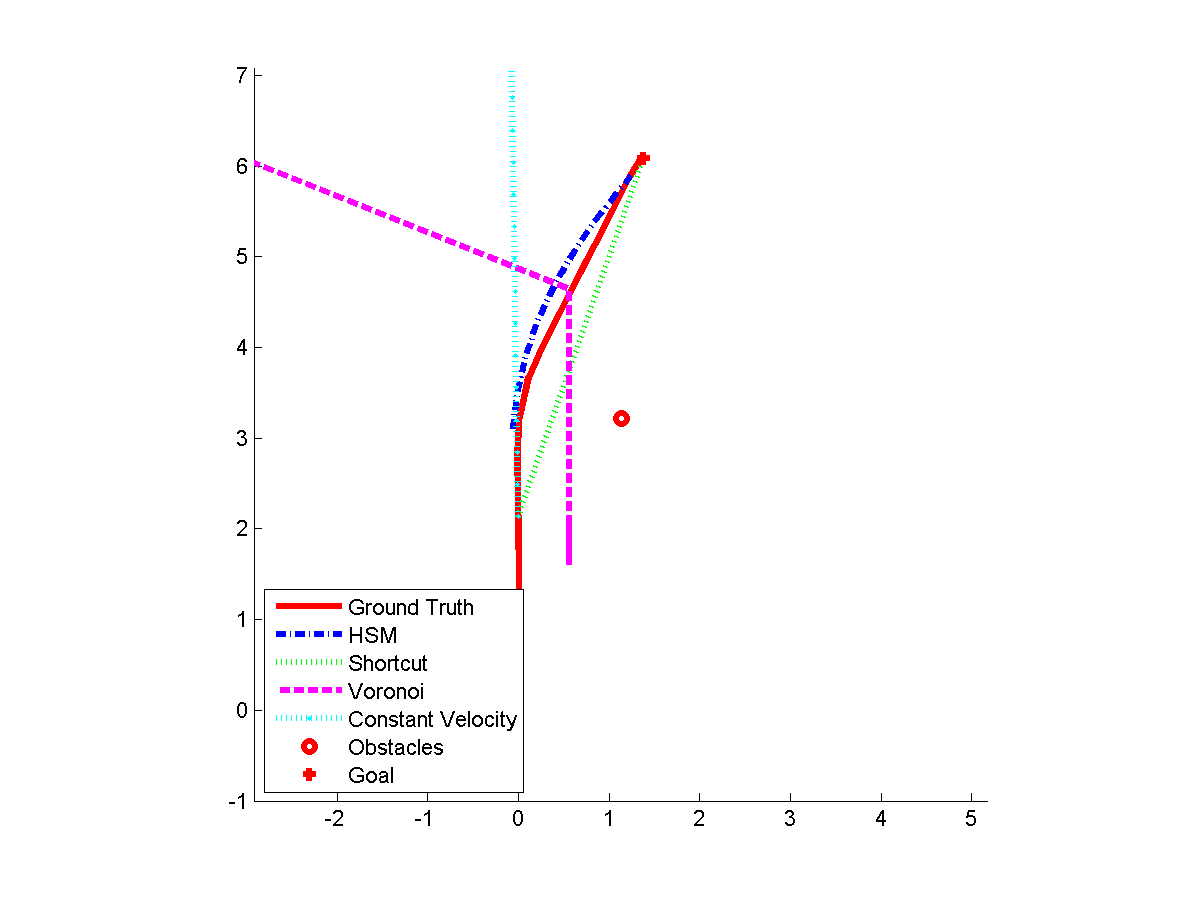 7
6
5
4
3
2
1
0
-1
Ground Truth
HSM
Shortcut
Voronoi
Constant Velocity
Obstacles
Goal
-2 -1 0 1 2 3 4 5